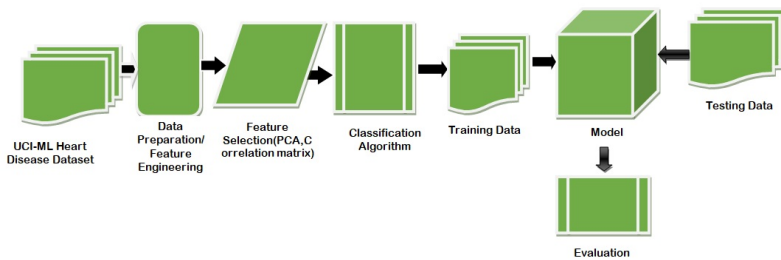 UCI-ML Heart
Disease Dataset
Data
Preparation/
Feature
Engineering
Feature
Selection(PCA,C
orrelation matrix)
Classification
Algorithm
Training Data
Model
Testing Data
Evaluation